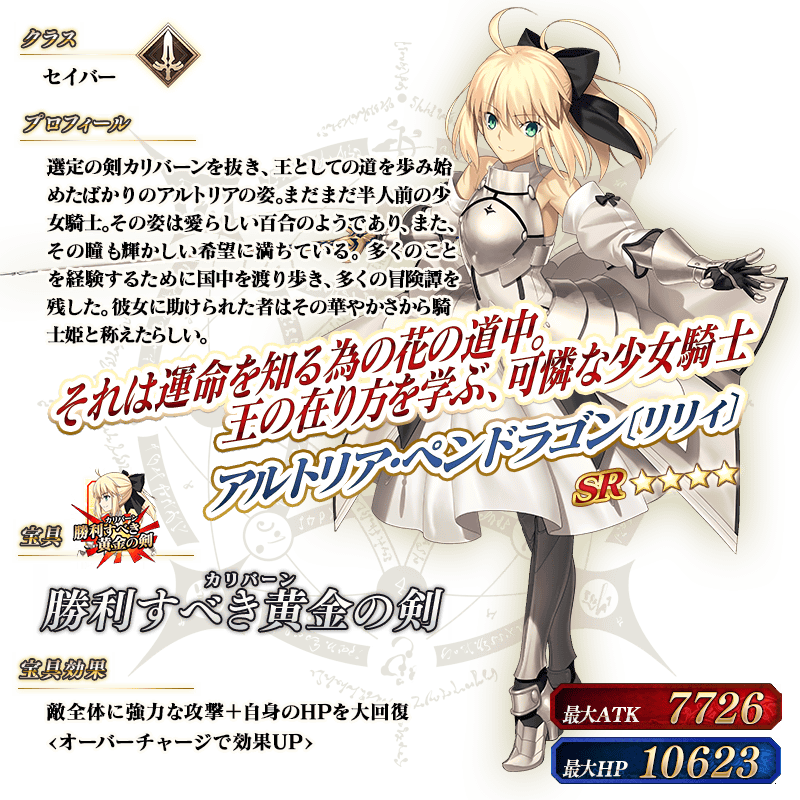 クラス
セイバー
プロフィール
選定の剣カリバーンを抜き、王としての道を歩み始
めたばかりのアルトリアの姿。まだまだ半人前の少
女騎士。その姿は愛らしい百合のようであり、また、
その瞳も輝かしい希望に満ちている。多くのこと
を経験するために国中を渡り歩き、多くの冒険譚を
残した。彼女に助けられた者はその華やかさから騎
士姫と称えたらしい。
それは運命を知る為の花の道中。
王の在り方を学ぶ、可憐な少女騎士
アルトリア・ペンドラゴン〔リリィ〕
SR ★★★★
宝具
カリバーン
勝利すべき
黄金の剣
カリバーン
勝利すべき黄金の剣
宝具効果
敵全体に強力な攻撃+自身のHPを大回復
<オーバーチャージで効果UP>
最大ATK 7726
最大HP 10623